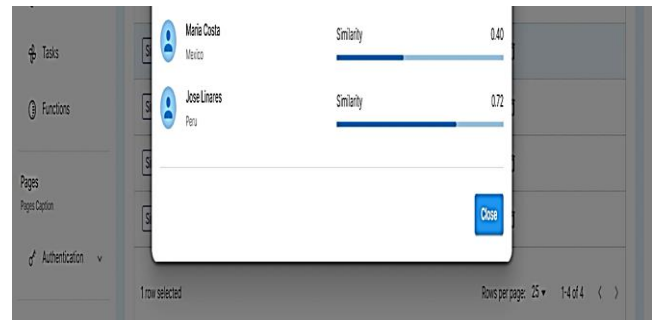 Maria Costa
Mexico
Similarity 0.40
Jose Linares
Peru
Similarity 0.72
Close
Tasks
Functions
Pages
Pages Caption
Authentication
1 row selected
Rows per page: 25 1-4 of 4